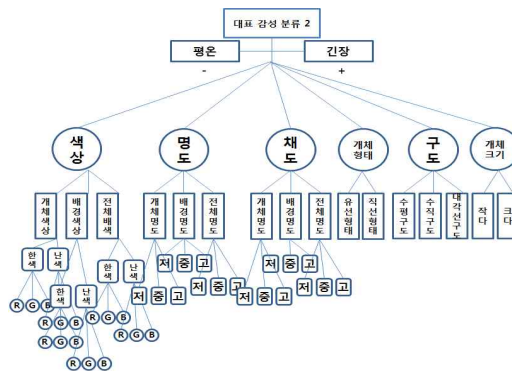 대표 감성 분류 2
평온
긴장
-
+
색상
명도
채도
개체형태
구도
개체크기
개체색상
배경색상
전체배색
개체명도
배경명도
전체명도
개체명도
배경명도
전체명도
유선형태
직선형태
수평구도
수직구도
대각선구도
작다
크다
한색
난색
한색
난색
한색
난색
저 중 고
저 중 고
저 중 고
저 중 고
저 중 고
저 중 고
R G B
R G B
R G B
R G B
R G B
R G B